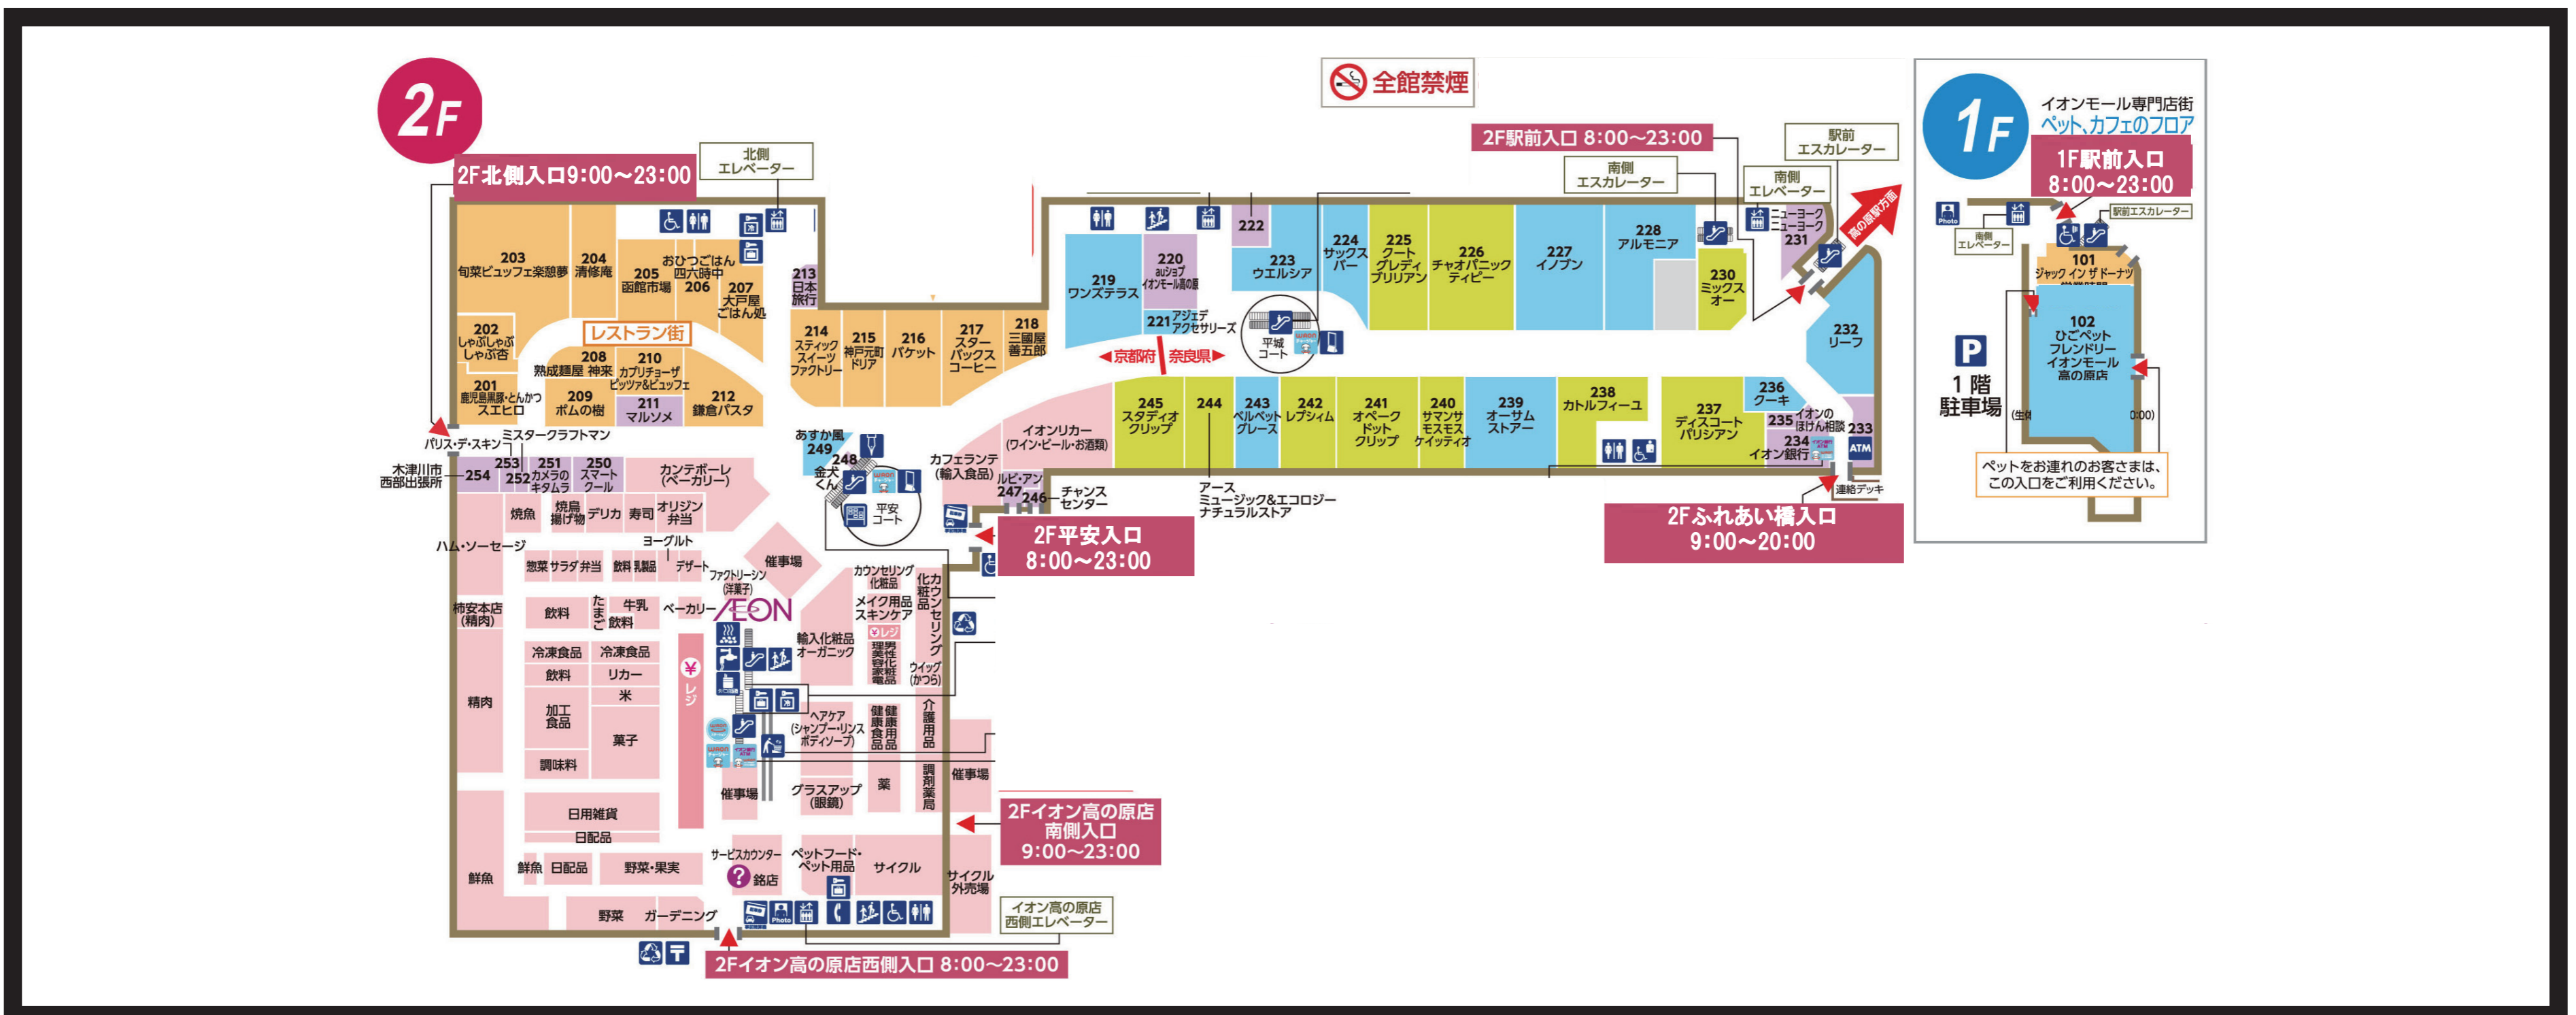 2F
全館禁煙
2F北側入口9:00～23:00
北側
エレベーター
2F駅前入口 8:00～23:00
駅前
エスカレーター
南側
エスカレーター
南側
エレベーター
高の原駅方面
203
旬菜ビュッフェ楽憩夢
204
清修庵
205
函館市場
おひつごはん
四六時中
206
207
大戸屋
ごはん処
213
日本
旅行
202
しゃぶしゃぶ
しゃぶ杏
レストラン街
208
熟成麺屋 神来
210
カプリチョーザ
ピッツァ&ビュッフェ
201
鹿児島黒豚・とんかつ
スエヒロ
209
ポムの樹
211
マルソメ
212
鎌倉パスタ
214
スティック
スイーツ
ファクトリー
215
神戸元町
ドリア
216
バケット
217
スター
バックス
コーヒー
218
三國屋
善五郎
219
ワンズテラス
220
auショップ
イオンモール高の原
221
アジェデ
アクセサリーズ
京都府
奈良県
222
223
ウエルシア
平城
コート
224
サックス
バー
225
クート
グレディ
ブリリアン
226
チャオパニック
ティピー
227
イノブン
228
アルモニア
230
ミックス
オー
ニューヨーク
ニューヨーク
231
232
リーフ
245
スタディオ
クリップ
244
243
ベルベット
グレース
242
レプシィム
241
オペーク
ドット
クリップ
240
サマンサ
モスモス
ケイッティオ
239
オーサム
ストアー
238
カトルフィーユ
237
ディスコート
パリシアン
236
クーキ
235
イオンの
ほけん相談
234
イオン銀行
233
ATM
連絡デッキ
2Fふれあい橋入口
9:00～20:00
アース
ミュージック&エコロジー
ナチュラルストア
パリス・デ・スキン
ミスタークラフトマン
木津川市
西部出張所
254
253
252
251
カメラの
キタムラ
250
スマート
クール
カンテボーレ
(ベーカリー)
あすか風
249
248
金犬
くん
平安
コート
カフェランテ
(輸入食品)
イオンリカー
(ワイン・ビール・お酒類)
ルビ・アン
247
246
チャンス
センター
2F平安入口
8:00～23:00
焼魚
焼鳥
揚げ物
デリカ
寿司
オリジン
弁当
ハム・ソーセージ
ヨーグルト
惣菜
サラダ
弁当
飲料
乳製品
デザート
ファクトリーシン
(洋菓子)
催事場
柿安本店
(精肉)
飲料
たまご
牛乳
飲料
ベーカリー
ÆON
カウンセリング
化粧品
メイク用品
スキンケア
レジ
カウンセリング
化粧品
輸入化粧品
オーガニック
男性化粧品
理美容家電
ウイッグ
(かつら)
冷凍食品
冷凍食品
飲料
リカー
米
精肉
加工
食品
菓子
調味料
レジ
ヘアケア
(シャンプー・リンス
ボディソープ)
健康用品
健康食品
介護用品
薬
調剤薬局
催事場
催事場
グラスアップ
(眼鏡)
日用雑貨
日配品
2Fイオン高の原店
南側入口
9:00～23:00
鮮魚
鮮魚
日配品
野菜・果実
サービスカウンター
?
銘店
ペットフード・
ペット用品
サイクル
サイクル
外売場
野菜
ガーデニング
Photo
イオン高の原店
西側エレベーター
2Fイオン高の原店西側入口 8:00～23:00
1F
イオンモール専門店街
ペット、カフェのフロア
1F駅前入口
8:00～23:00
Photo
南側
エレベーター
駅前エスカレーター
101
ジャック イン ザ ドーナツ
102
ひごペット
フレンドリー
イオンモール
高の原店
P
1階
駐車場
0:00)
ペットをお連れのお客さまは、
この入口をご利用ください。